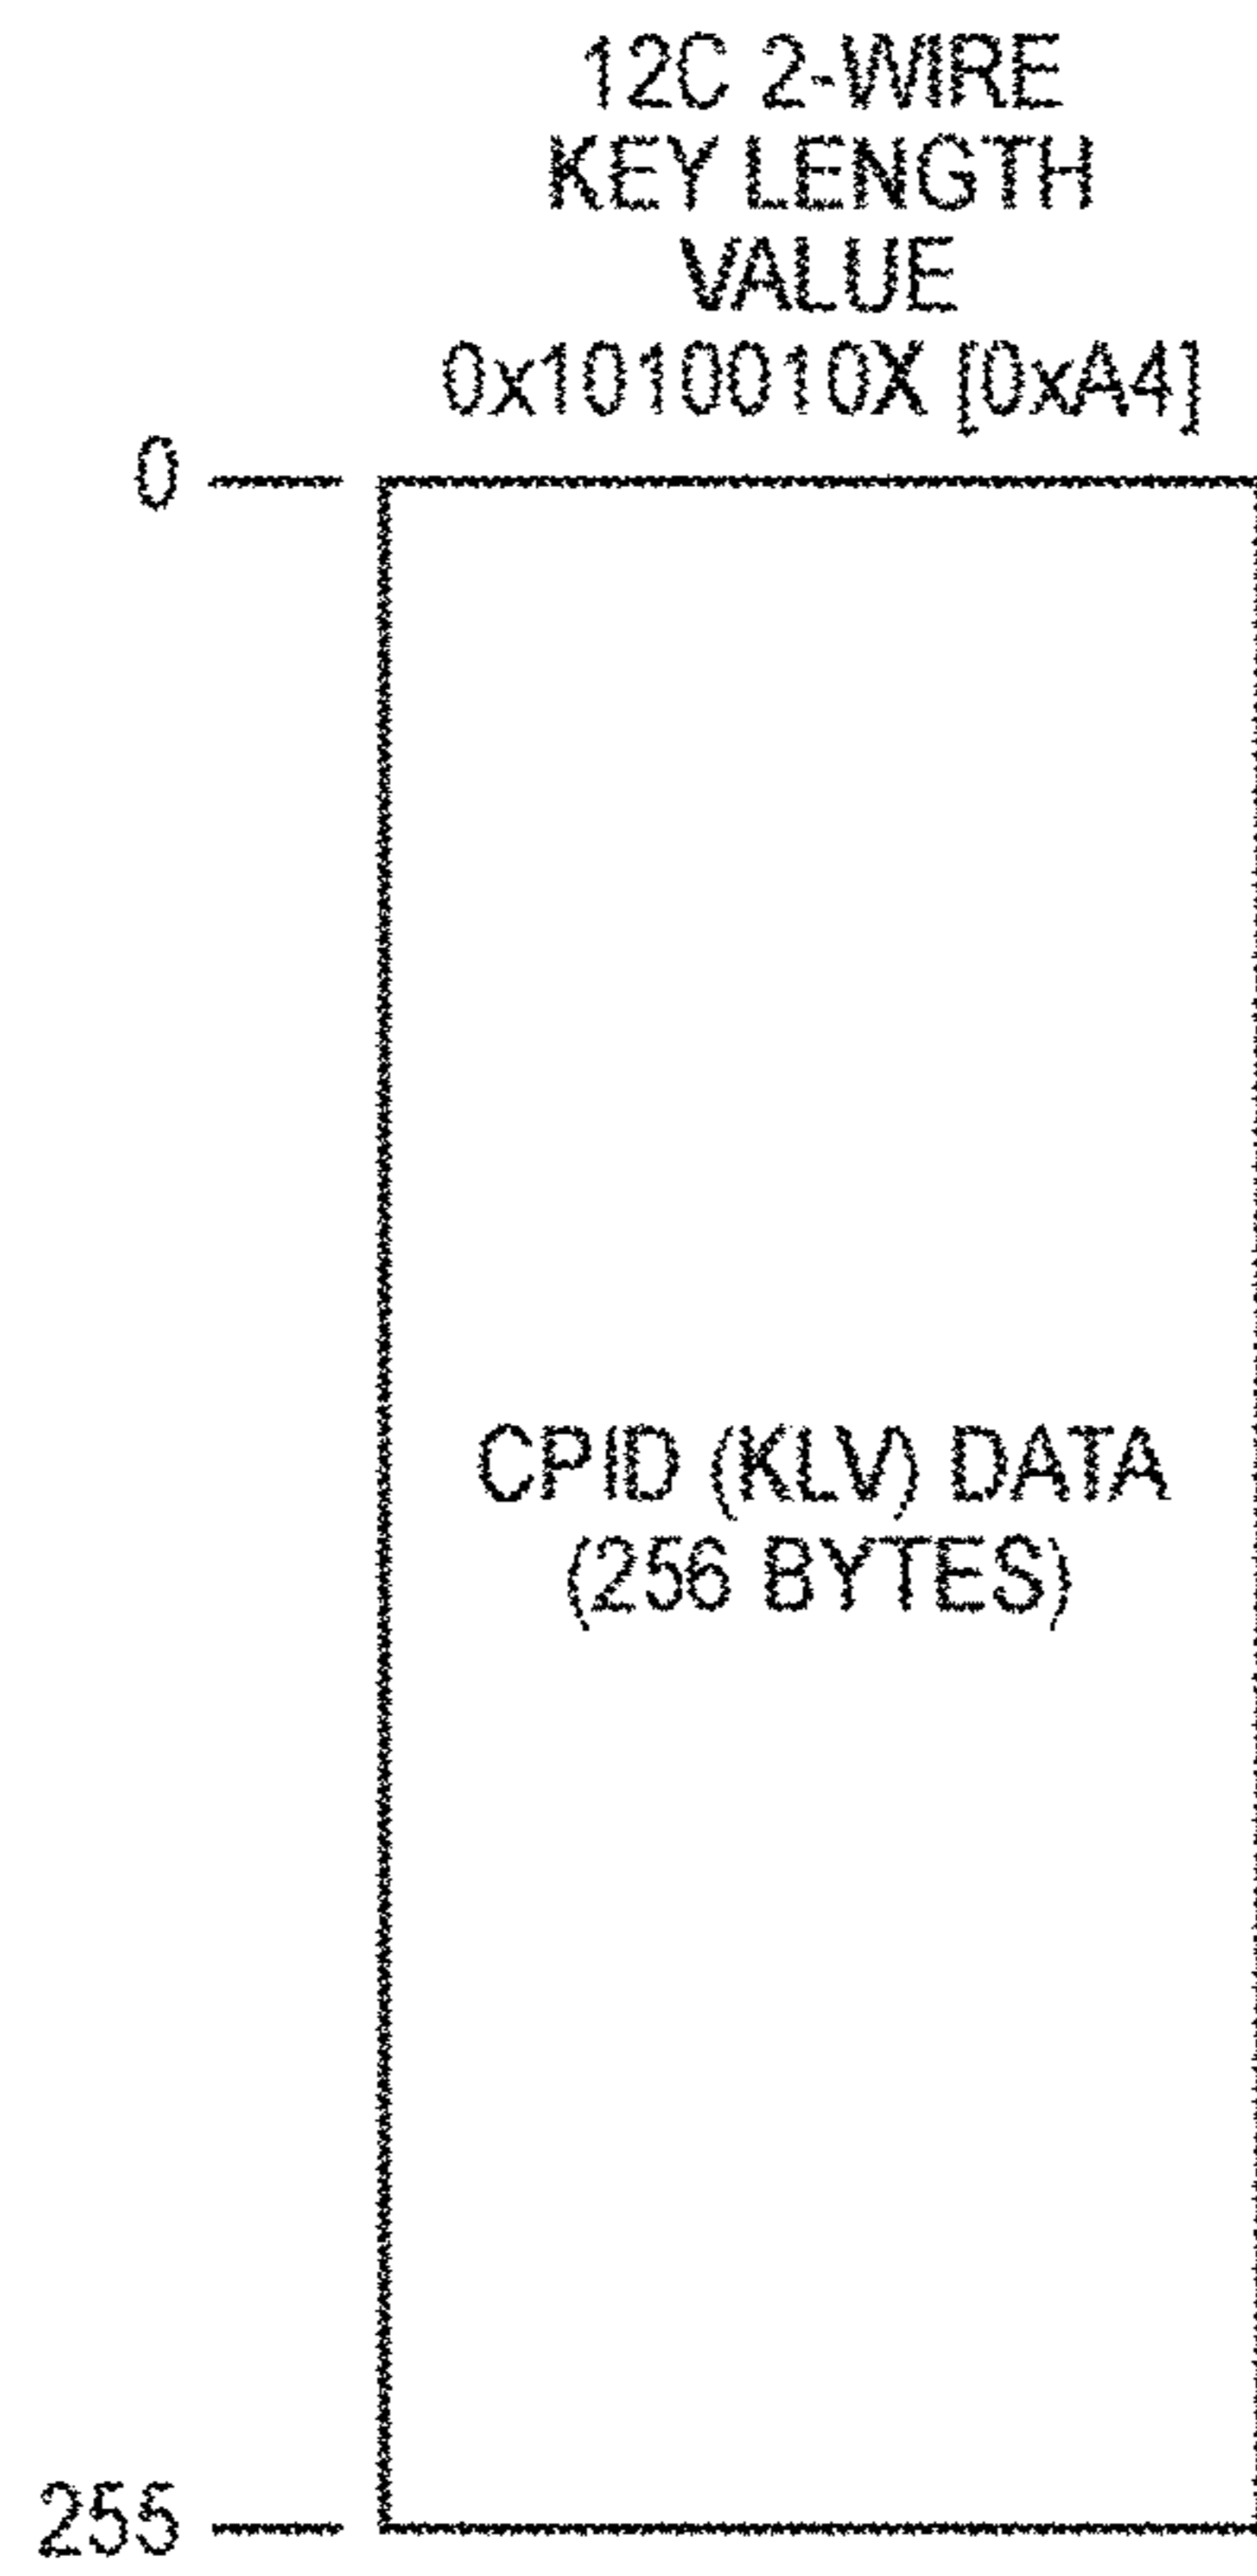 12C 2-WIRE
KEY LENGTH
VALUE
0x1010010X [0xA4]
0
CPID (KLV) DATA
(256 BYTES)
255